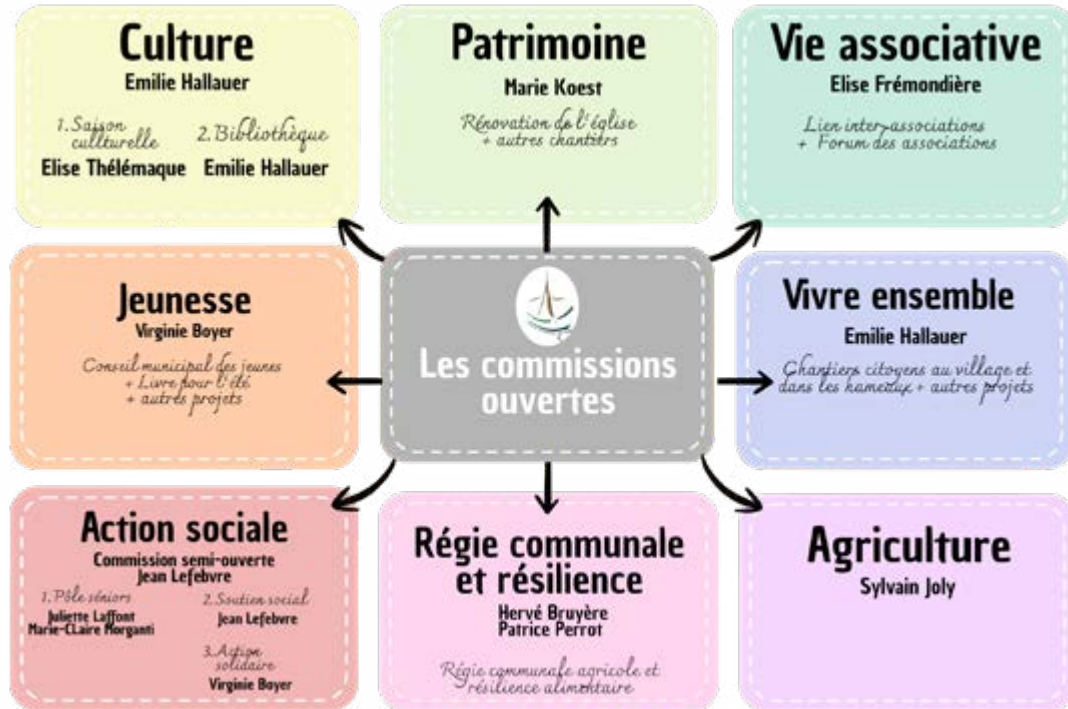 Culture
Emilie Hallauer
1. Saison
cullturelle
Elise Thélémaque
2. Bibliothèque
Emilie Hallauer
Patrimoine
Marie Koest
Rénovation de l'église
+ autres chantiers
Vie associative
Elise Frémondière
Lien inter-associations
+ Forum des associations
Jeunesse
Virginie Boyer
Conseil municipal des jeunes
+ Livre pour l'été
+ autres projets
Les commissions
ouvertes
Vivre ensemble
Emilie Hallauer
Chantiers citoyens au village et
dans les hameaux + autres projets
Action sociale
Commission semi-ouverte
Jean Lefebvre
1. Pôle séniors
Juliette Laffont
Marie-CLaire Morganti
2. Soutien social
Jean Lefebvre
3. Action
solidaire
Virginie Boyer
Régie communale
et résilience
Hervé Bruyère
Patrice Perrot
Régie communale agricole et
résilience alimentaire
Agriculture
Sylvain Joly